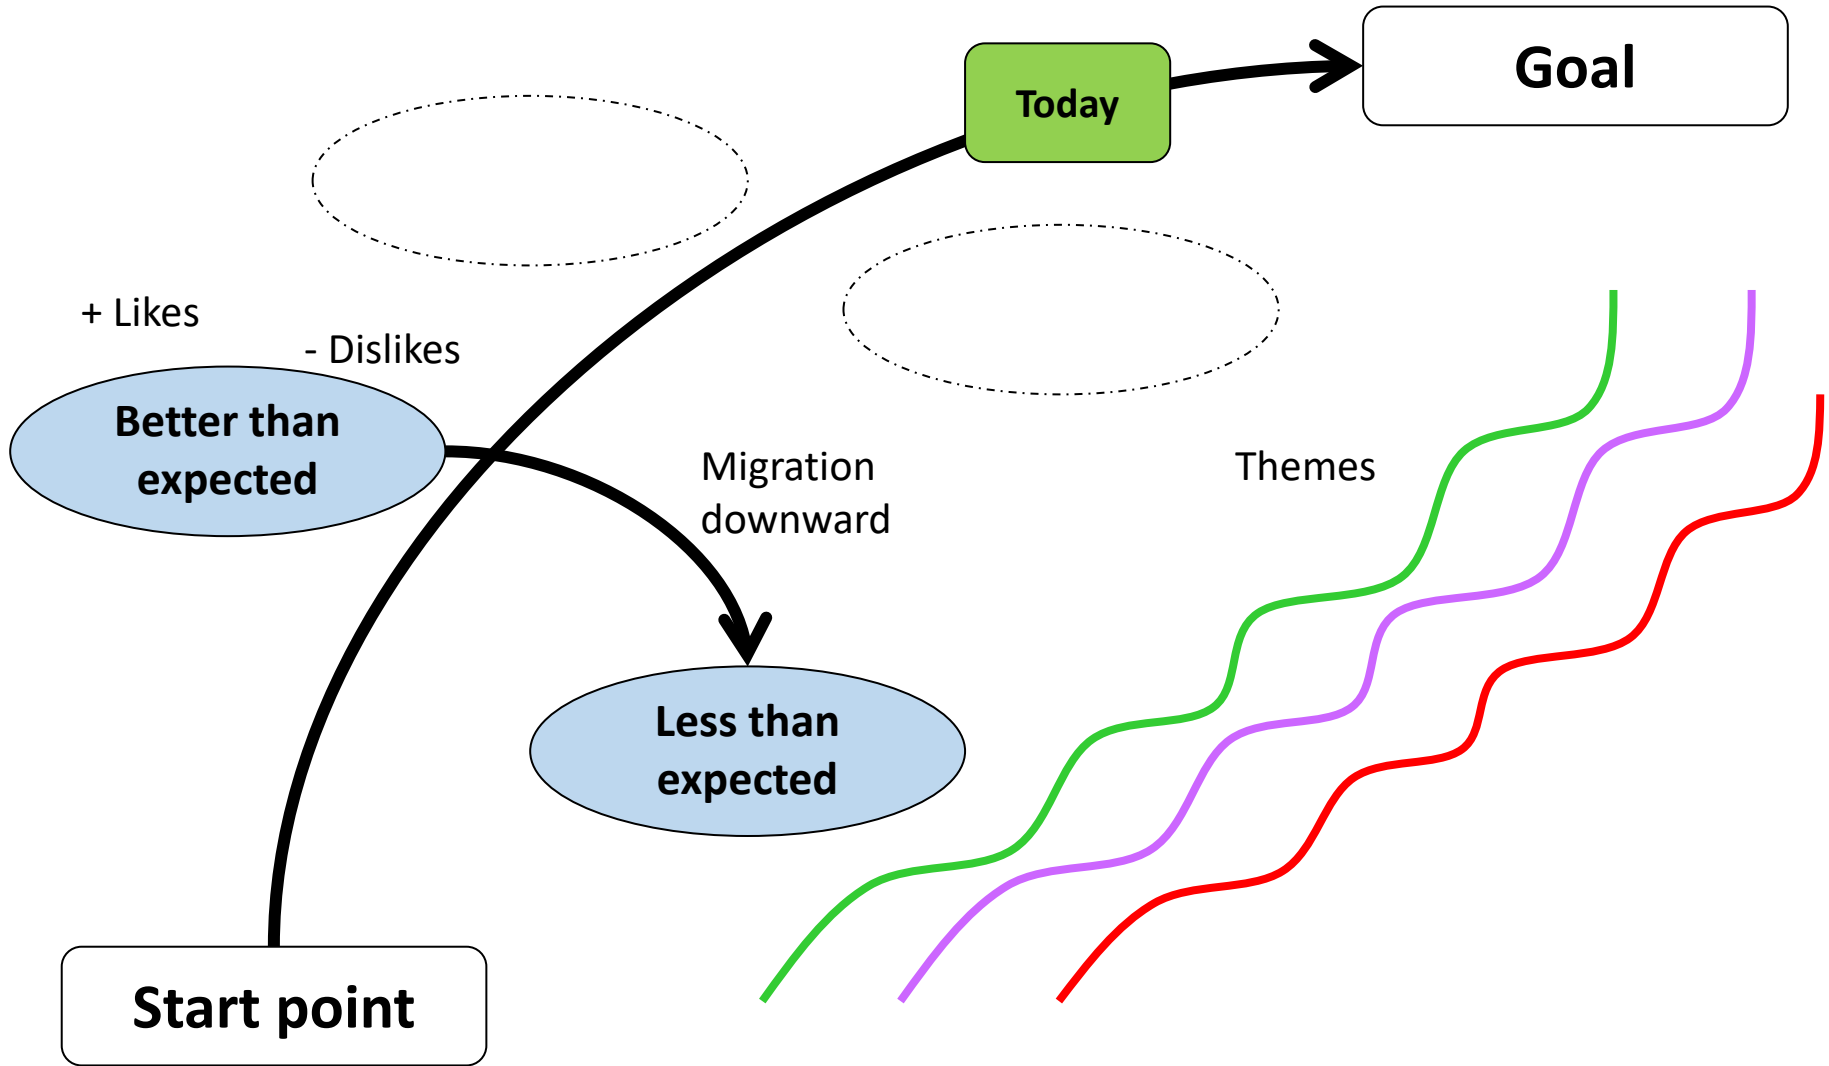 Goal
Today
+ Likes
- Dislikes
Better than
expected
Migration
downward
Themes
Less than
expected
Start point